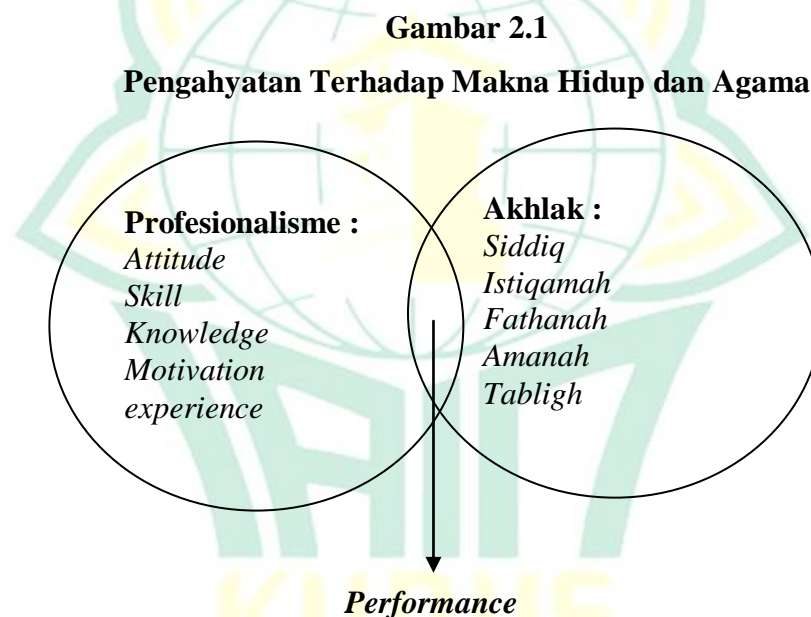 Gambar 2.1
Pengahyatan Terhadap Makna Hidup dan Agama
Profesionalisme :
Attitude
Skill
Knowledge
Motivation
experience
Akhlak :
Siddiq
Istiqamah
Fathanah
Amanah
Tabligh
Performance